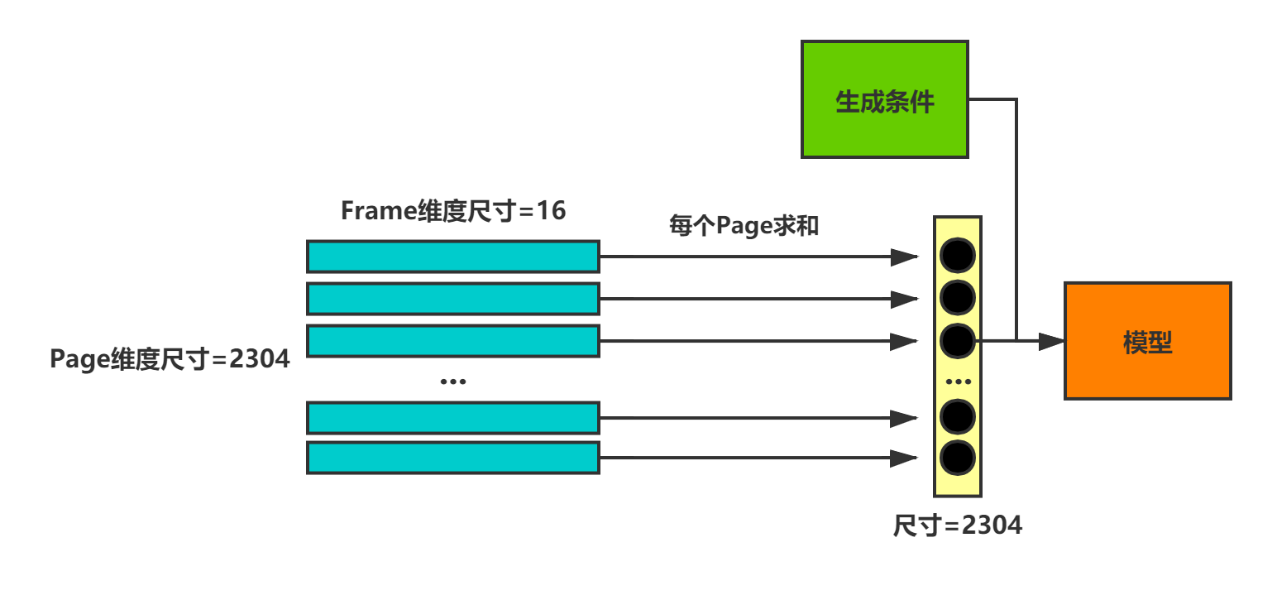 生成条件
Frame维度尺寸=16
每个Page求和
Page维度尺寸=2304
...
...
模型
尺寸=2304